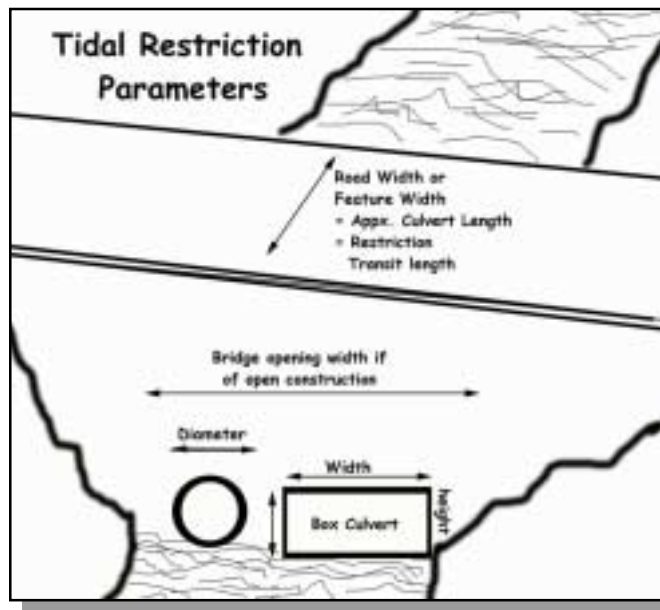 Tidal Restriction
Parameters
Road Width or
Feature Width
= Appx. Culvert Length
= Restriction
Transit length
Bridge opening width if
of open construction
Diameter
Width
height
Box Culvert